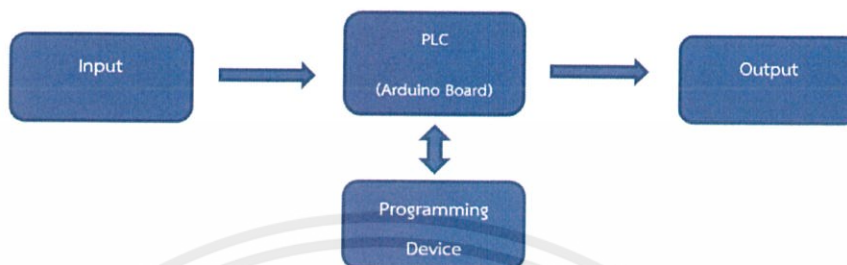 Input
PLC
(Arduino Board)
Output
Programming
Device